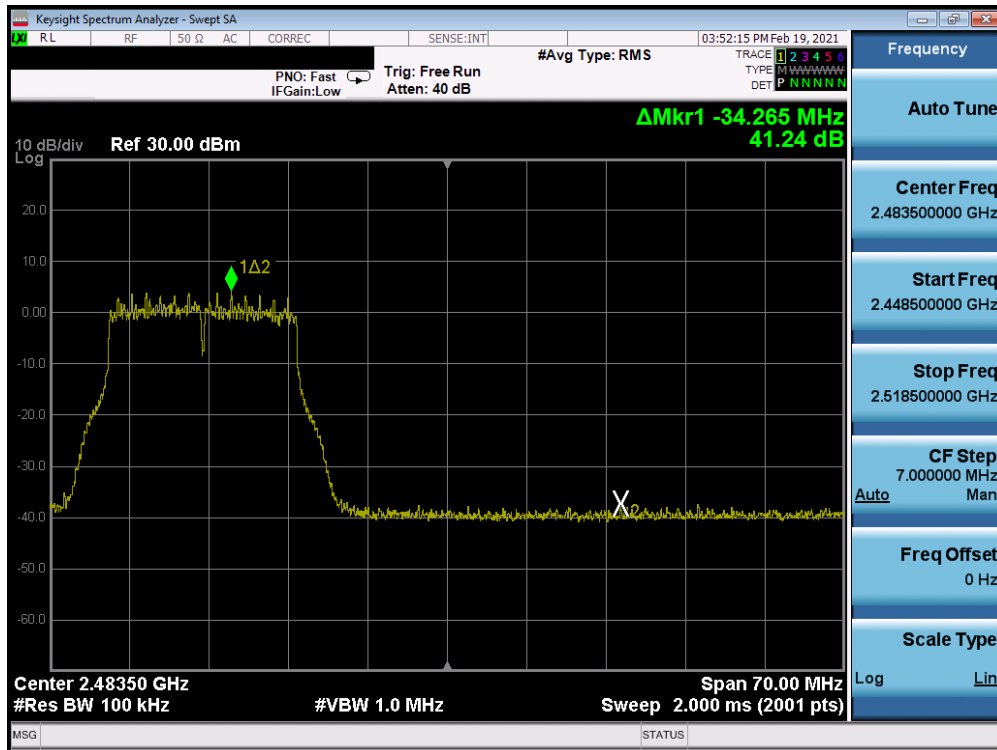 Keysight Spectrum Analyzer - Swept SA
LXI RL RF 50 Ω AC CORREC SENSE:INT 03:52:15 PM Feb 19, 2021
#Avg Type: RMS TRACE 1 2 3 4 5 6
PNO: Fast Trig: Free Run TYPE M WWWWW
IFGain:Low Atten: 40 dB DET P N N N N N
ΔMkr1 -34.265 MHz
41.24 dB
10 dB/div Ref 30.00 dBm
Log
20.0
10.0
1Δ2
0.00
-10.0
-20.0
-30.0
-40.0
X2
-50.0
-60.0
Center 2.48350 GHz Span 70.00 MHz
#Res BW 100 kHz #VBW 1.0 MHz Sweep 2.000 ms (2001 pts)
MSG STATUS
Frequency
Auto Tune
Center Freq
2.483500000 GHz
Start Freq
2.448500000 GHz
Stop Freq
2.518500000 GHz
CF Step
7.000000 MHz
Auto Man
Freq Offset
0 Hz
Scale Type
Log Lin